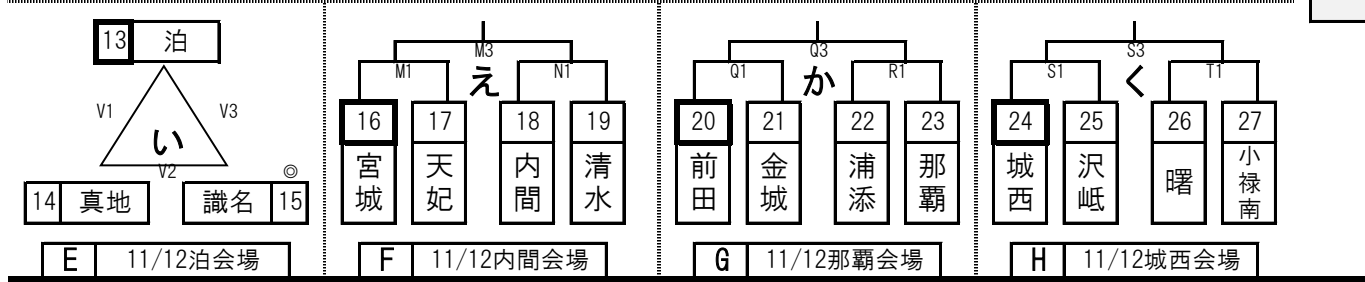 13 泊
V1 V3
い
V2
◎
14 真地 識名 15
E 11/12泊会場
M3
M1 え N1
16 17 18 19
宮城 天妃 内間 清水
F 11/12内間会場
Q3
Q1 か R1
20 21 22 23
前田 金城 浦添 那覇
G 11/12那覇会場
S3
S1 く T1
24 25 26 27
城西 沢岻 曙 小禄南
H 11/12城西会場